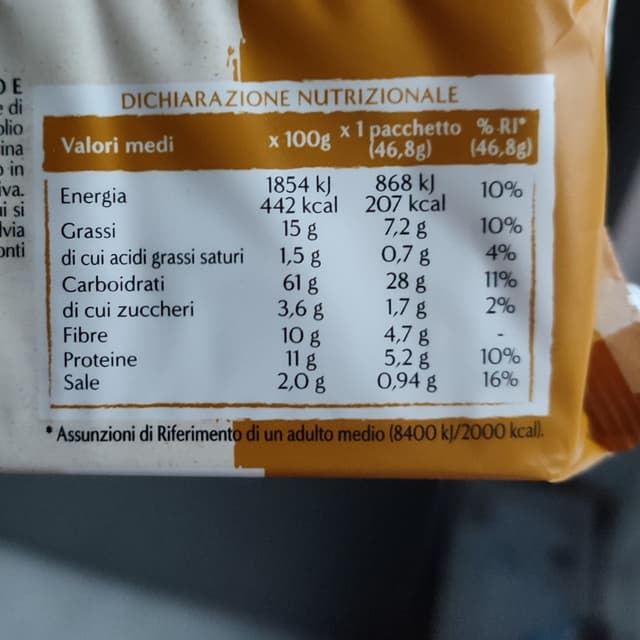 DICHIARAZIONE NUTRIZIONALE
Valori medi x 100g x 1 pacchetto (46,8g) % RI* (46,8g)
Energia 1854 kJ 442 kcal 868 kJ 207 kcal 10%
Grassi 15 g 7,2 g 10%
di cui acidi grassi saturi 1,5 g 0,7 g 4%
Carboidrati 61 g 28 g 11%
di cui zuccheri 3,6 g 1,7 g 2%
Fibre 10 g 4,7 g -
Proteine 11 g 5,2 g 10%
Sale 2,0 g 0,94 g 16%
* Assunzioni di Riferimento di un adulto medio (8400 kJ/2000 kcal).